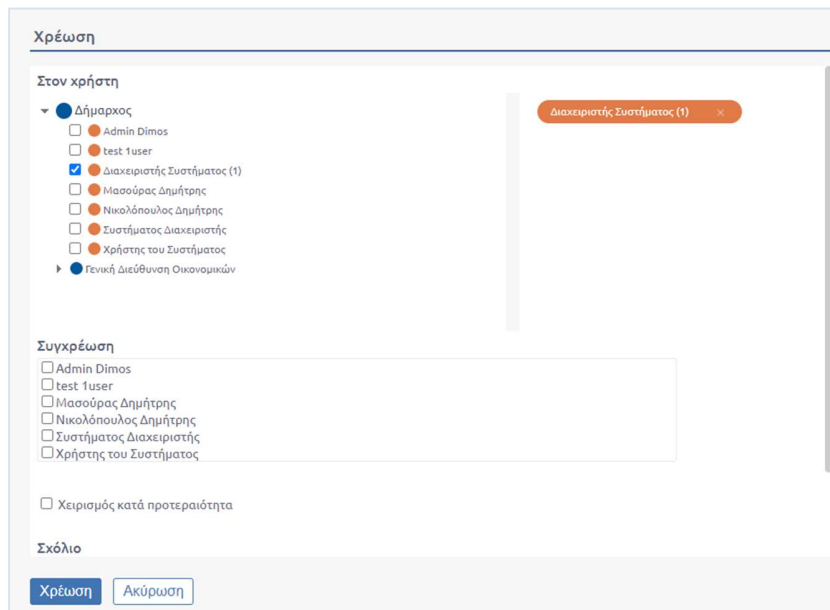 Χρέωση
Στον χρήστη
Δήμαρχος
Διαχειριστής Συστήματος (1) ×
Admin Dimos
test 1user
Διαχειριστής Συστήματος (1)
Μασούρας Δημήτρης
Νικολόπουλος Δημήτρης
Συστήματος Διαχειριστής
Χρήστης του Συστήματος
Γενική Διεύθυνση Οικονομικών
Συγχρέωση
Admin Dimos
test 1user
Μασούρας Δημήτρης
Νικολόπουλος Δημήτρης
Συστήματος Διαχειριστής
Χρήστης του Συστήματος
Χειρισμός κατά προτεραιότητα
Σχόλιο
Χρέωση Ακύρωση